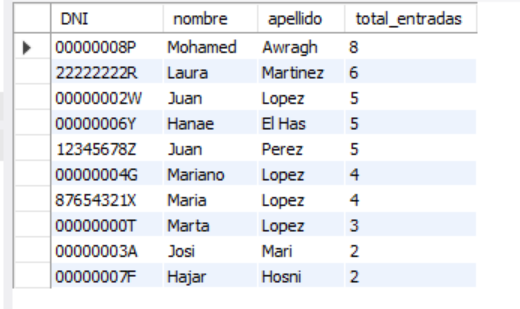 DNI nombre apellido total_entradas
00000008P Mohamed Awragh 8
22222222R Laura Martinez 6
00000002W Juan Lopez 5
00000006Y Hanae El Has 5
12345678Z Juan Perez 5
00000004G Mariano Lopez 4
87654321X Maria Lopez 4
00000000T Marta Lopez 3
00000003A Josi Mari 2
00000007F Hajar Hosni 2